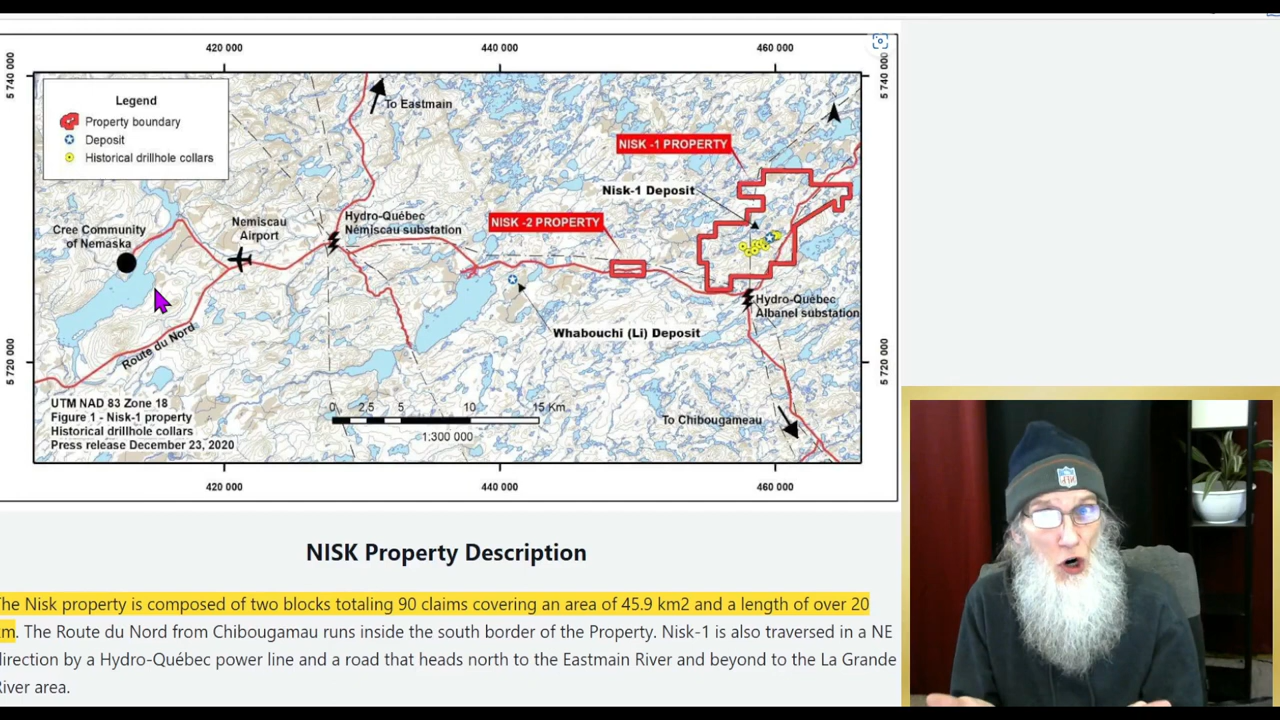 420 000
440 000
460 000
5 740 000
5 740 000
Legend
Property boundary
Deposit
Historical drillhole collars
To Eastmain
NISK -1 PROPERTY
Nisk-1 Deposit
NISK -2 PROPERTY
Cree Community
of Nemaska
Nemiscau
Airport
Hydro-Québec
Némiscau substation
Hydro-Québec
Albanel substation
Whabouchi (Li) Deposit
Route du Nord
5 720 000
5 720 000
UTM NAD 83 Zone 18
Figure 1 - Nisk-1 property
Historical drillhole collars
Press release December 23, 2020
0 2,5 5 10 15 Km
1:300 000
To Chibougameau
420 000
440 000
460 000
NISK Property Description
he Nisk property is composed of two blocks totaling 90 claims covering an area of 45.9 km2 and a length of over 20
m. The Route du Nord from Chibougamau runs inside the south border of the Property. Nisk-1 is also traversed in a NE
irection by a Hydro-Québec power line and a road that heads north to the Eastmain River and beyond to the La Grande
iver area.
NFL